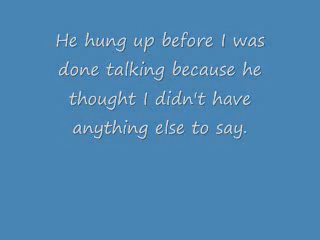 He hung up before I was
done talking because he
thought I didn't have
anything else to say.